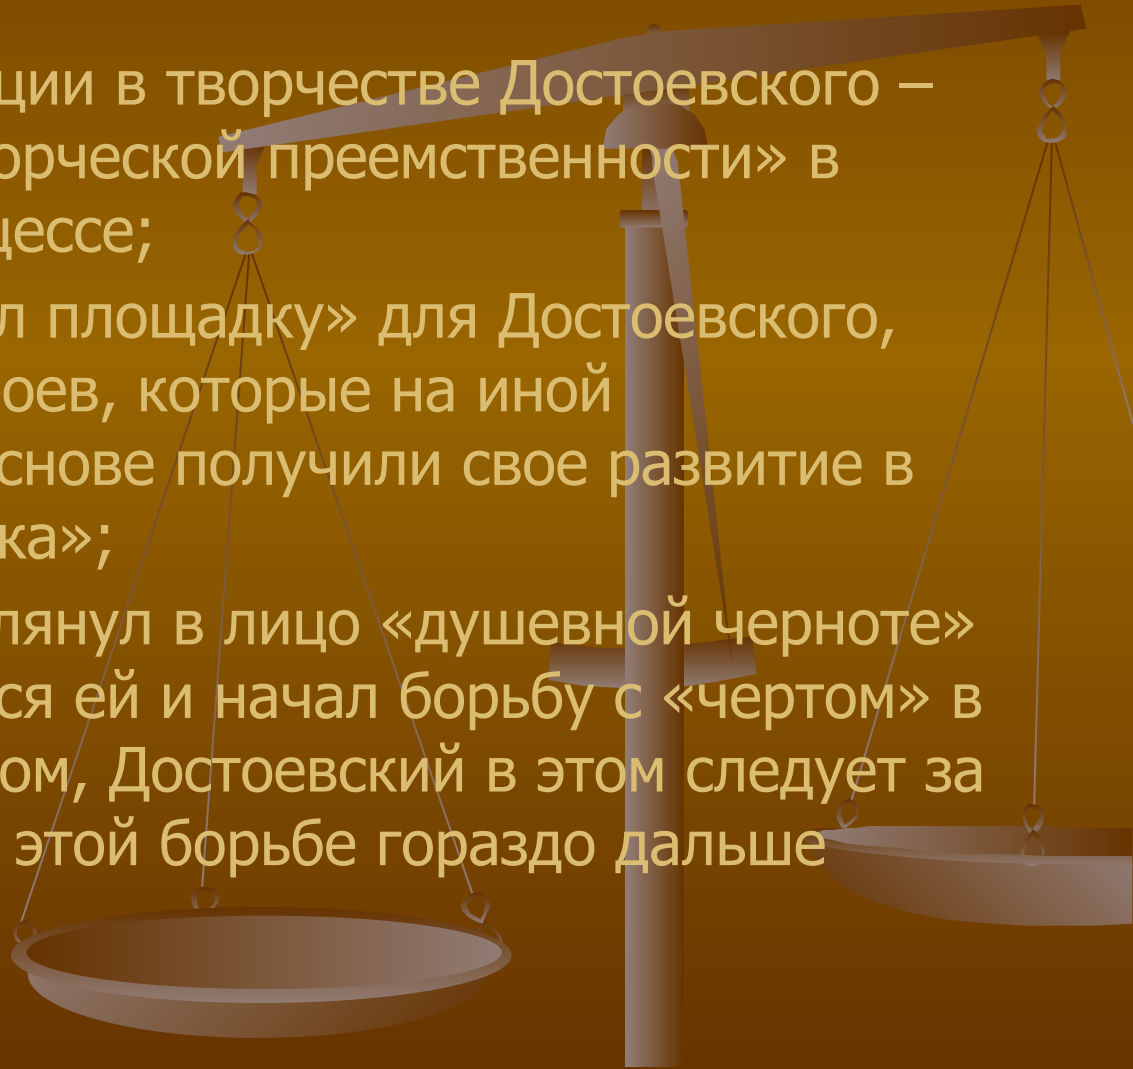 ции в творчестве Достоевского –
орческой преемственности» в
цессе;
л площадку» для Достоевского,
роев, которые на иной
снове получили свое развитие в
ка»;
лянул в лицо «душевной черноте»
ся ей и начал борьбу с «чертом» в
ом, Достоевский в этом следует за
этой борьбе гораздо дальше